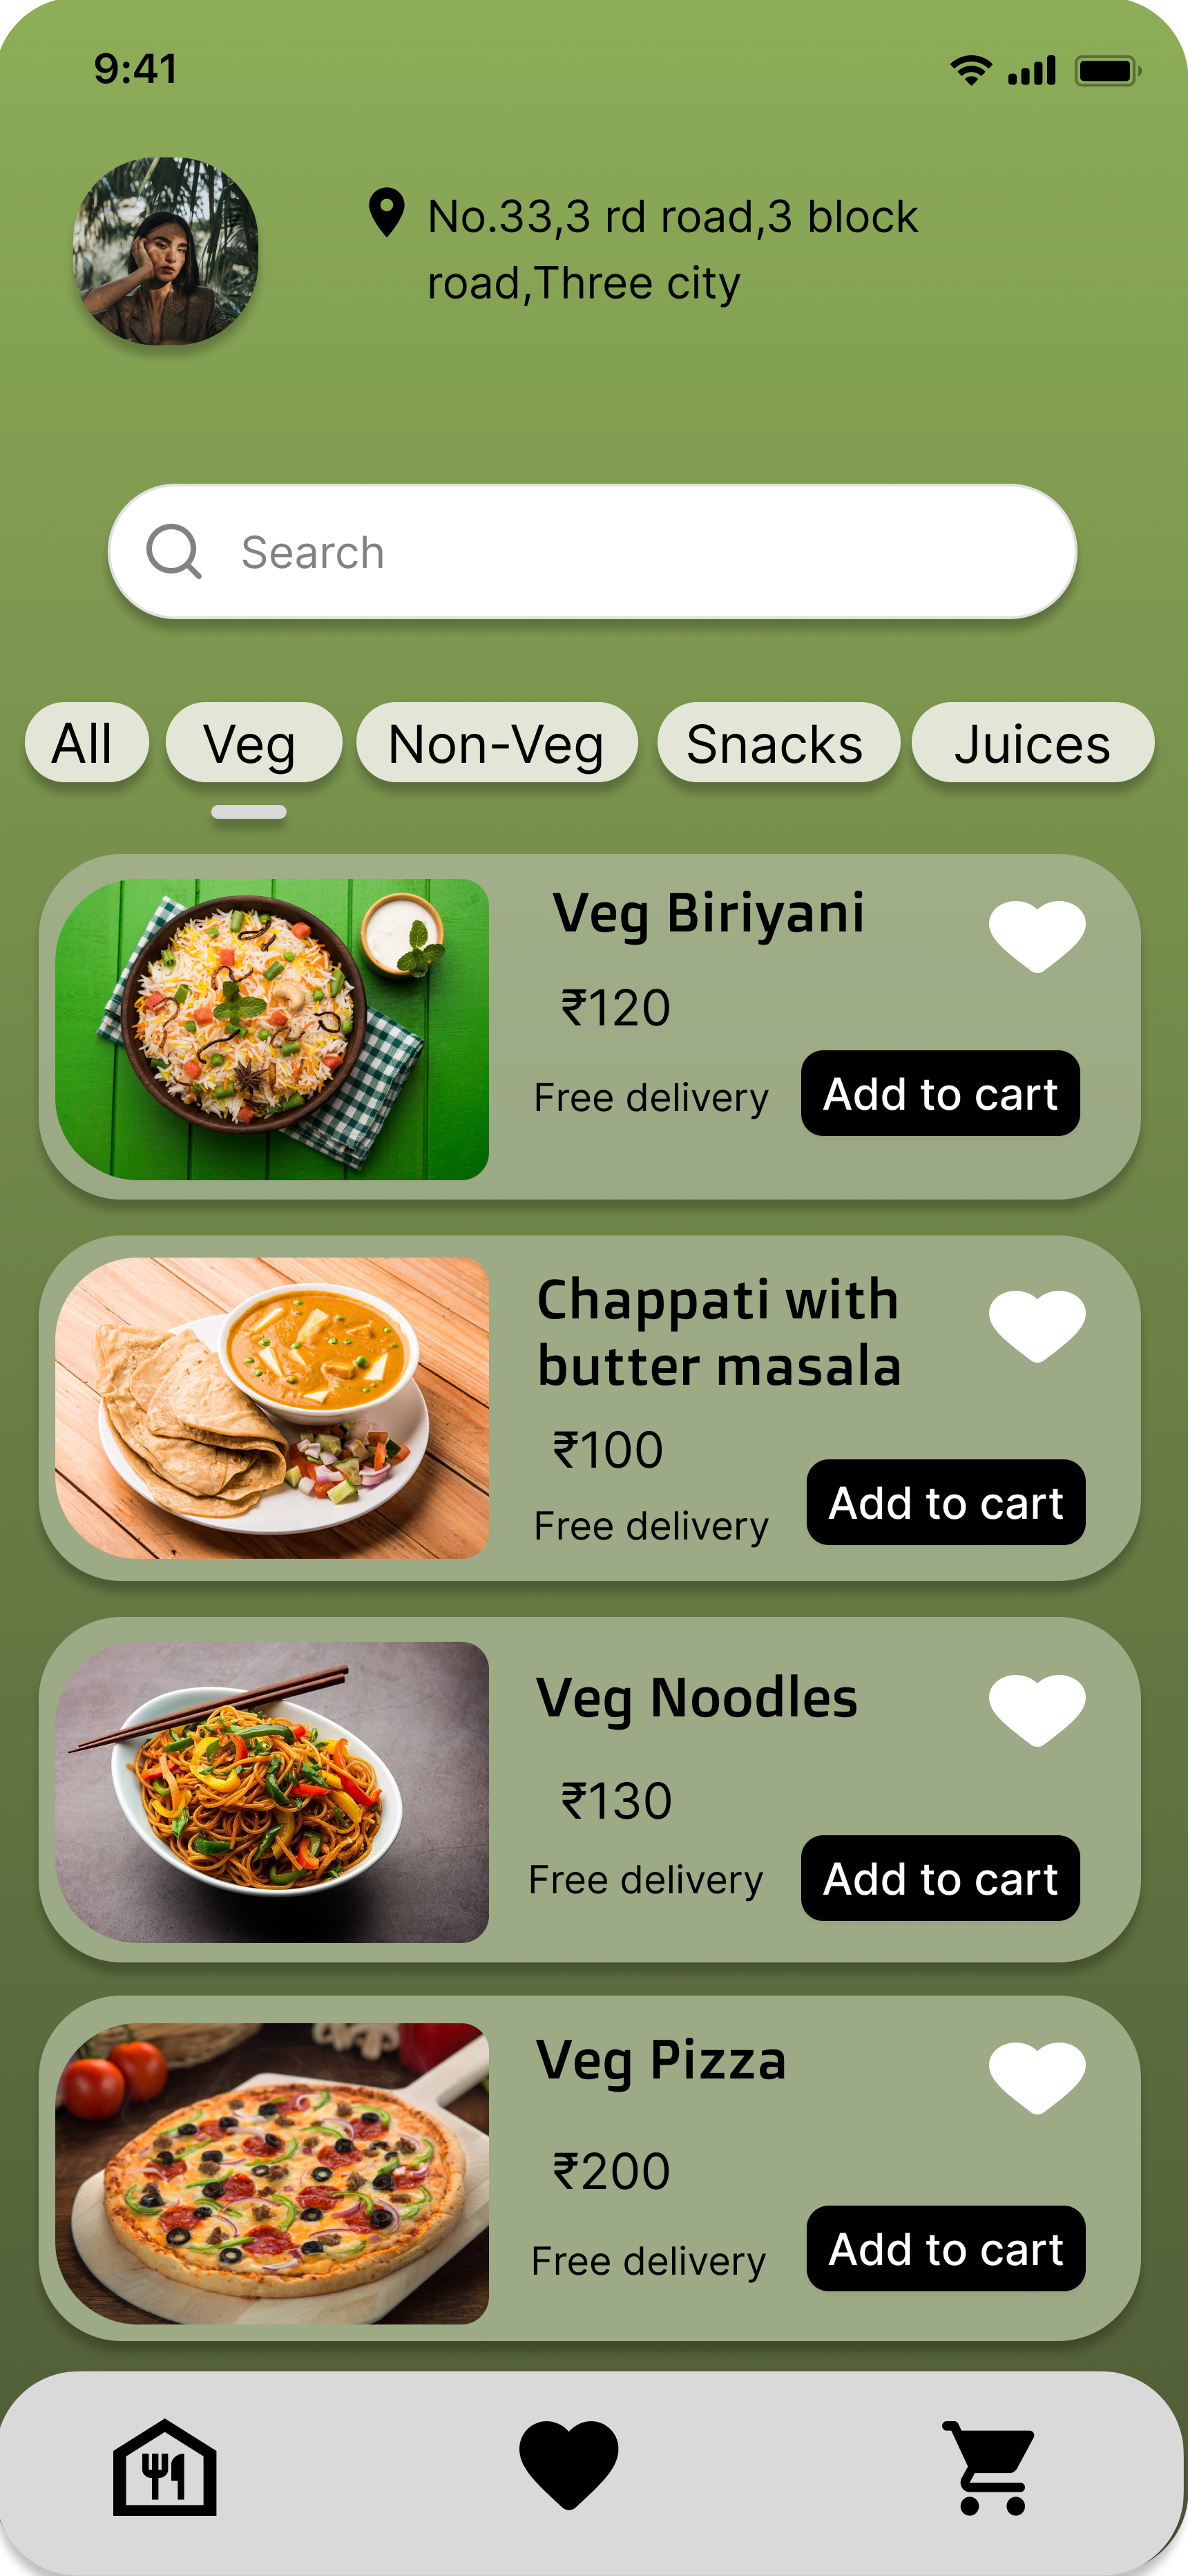 9:41
No.33,3 rd road,3 block
road,Three city
Search
All Veg Non-Veg Snacks Juices
Veg Biriyani
₹120
Free delivery Add to cart
Chappati with
butter masala
₹100
Free delivery Add to cart
Veg Noodles
₹130
Free delivery Add to cart
Veg Pizza
₹200
Free delivery Add to cart